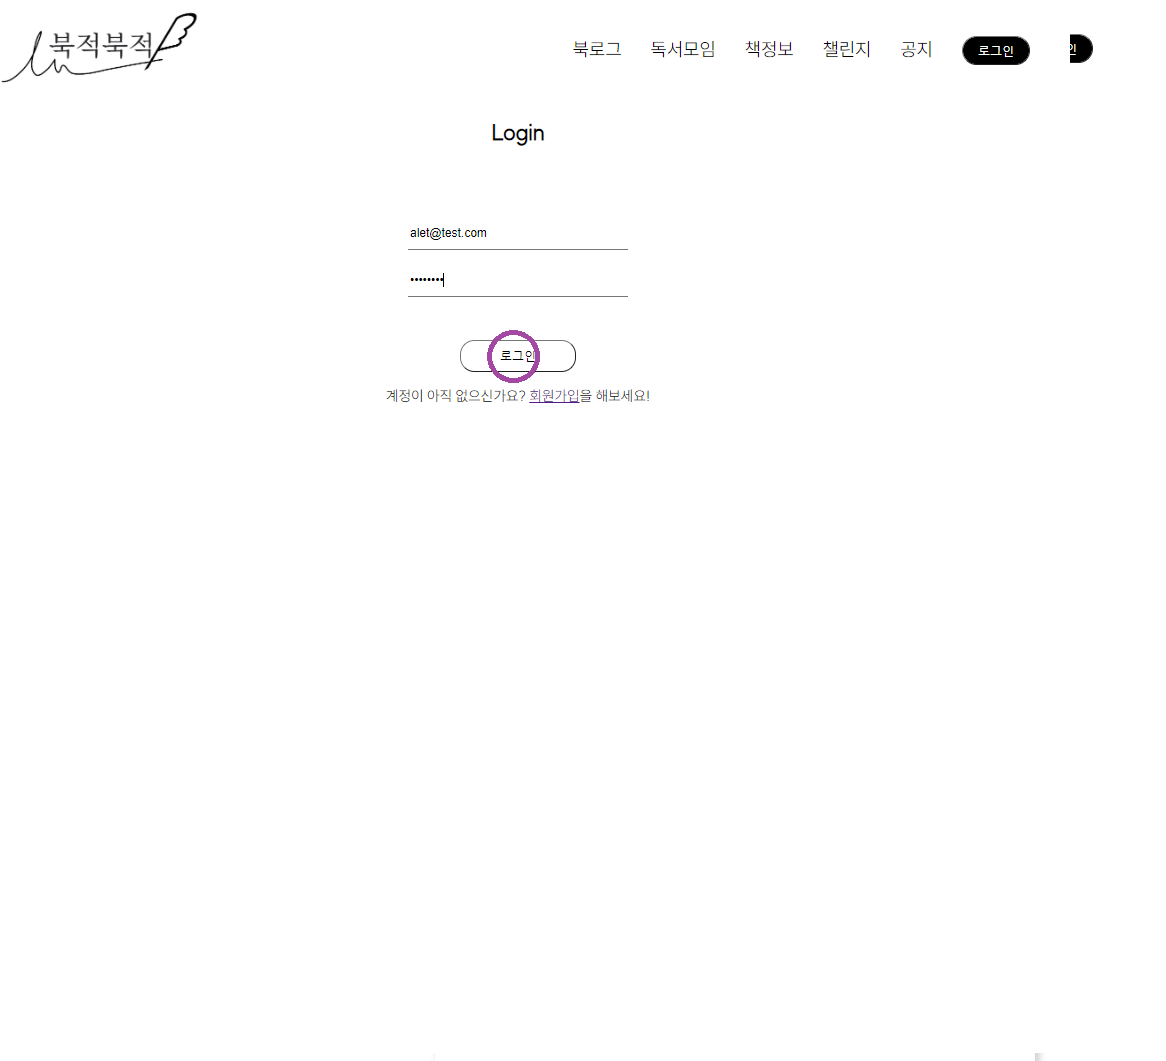 북적북적
북로그 독서모임 책정보 챌린지 공지 로그인 인
Login
alet@test.com
••••••••
로그인
계정이 아직 없으신가요? 회원가입을 해보세요!